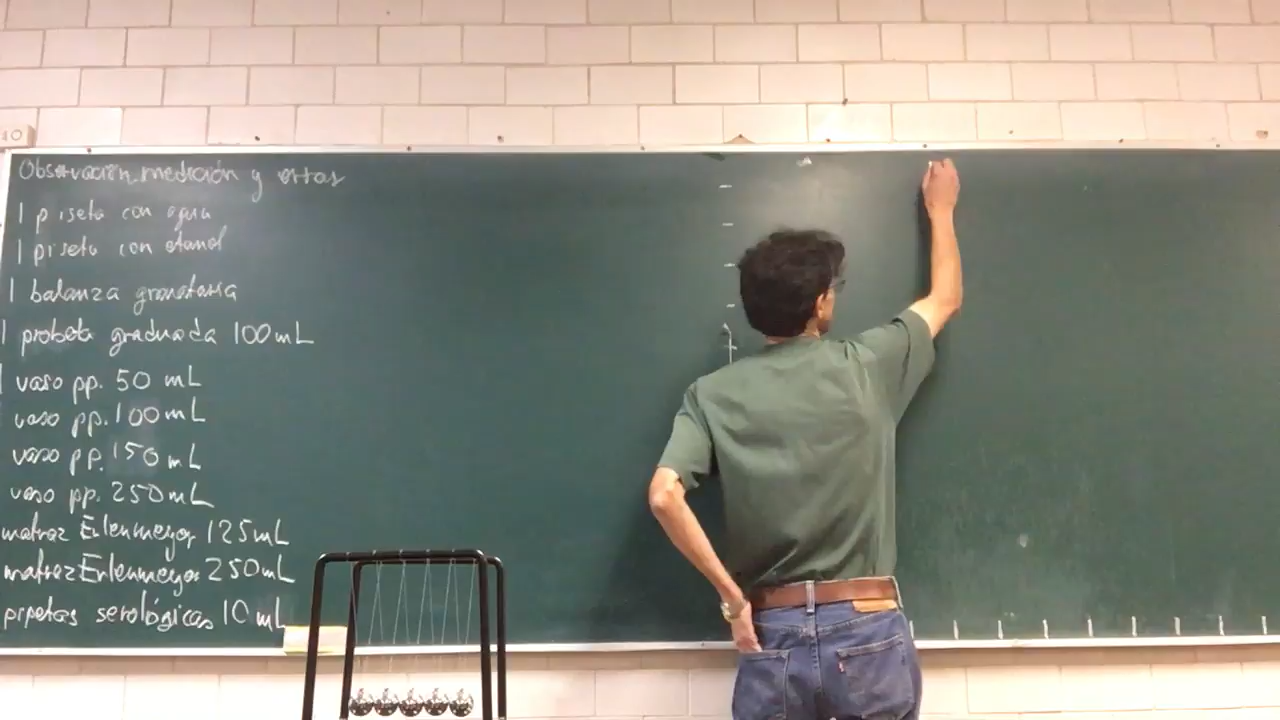 10
Observación, medición y
1 piseta con agua
1 piseta con etanol
1 balanza granataria
1 probeta graduada 100 mL
1 vaso pp. 50 mL
vaso pp. 100 mL
vaso pp. 150 mL
vaso pp. 250 mL
matraz Erlenmeyer 125 mL
matraz Erlenmeyer 250 mL
pipetas serológicas 10 mL